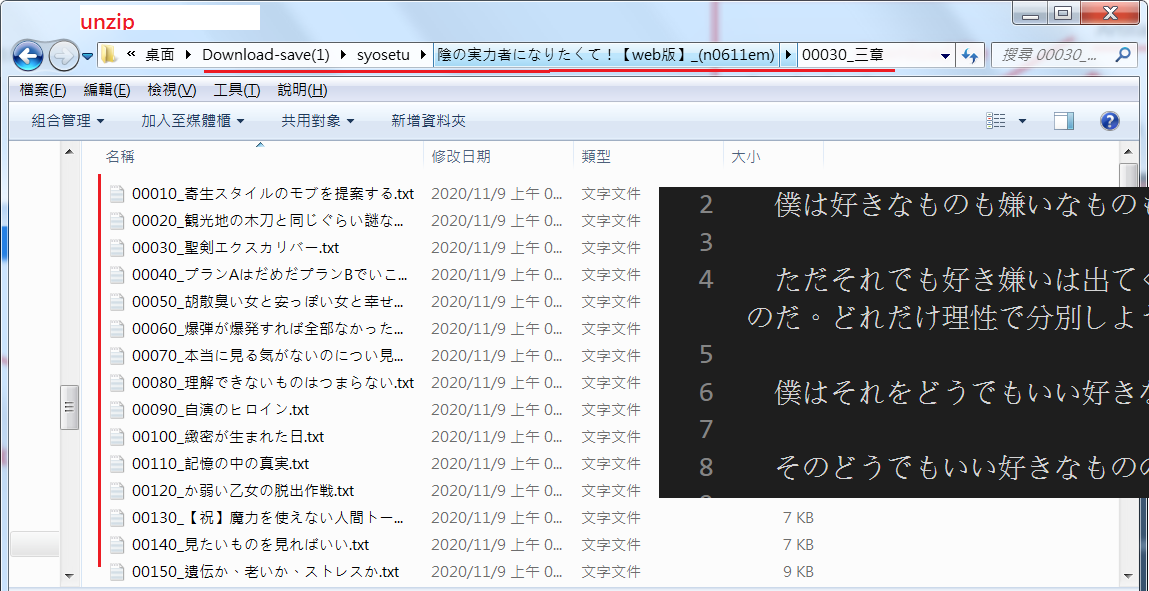 unzip
« 桌面 ▸ Download-save(1) ▸ syosetu ▸ 陰の実力者になりたくて！【web版】_(n0611em) ▸ 00030_三章
搜尋 00030_...
檔案(F) 編輯(E) 檢視(V) 工具(T) 說明(H)
組合管理 加入至媒體櫃 共用對象 新增資料夾
名稱 修改日期 類型 大小
00010_寄生スタイルのモブを提案する.txt 2020/11/9 上午 0... 文字文件
00020_観光地の木刀と同じぐらい謎な... 2020/11/9 上午 0... 文字文件
00030_聖剣エクスカリバー.txt 2020/11/9 上午 0... 文字文件
00040_プランAはだめだプランBでいこ... 2020/11/9 上午 0... 文字文件
00050_胡散臭い女と安っぽい女と幸せ... 2020/11/9 上午 0... 文字文件
00060_爆弾が爆発すれば全部なかった... 2020/11/9 上午 0... 文字文件
00070_本当に見る気がないのについ見... 2020/11/9 上午 0... 文字文件
00080_理解できないものはつまらない.txt 2020/11/9 上午 0... 文字文件
00090_自演のヒロイン.txt 2020/11/9 上午 0... 文字文件
00100_緻密が生まれた日.txt 2020/11/9 上午 0... 文字文件
00110_記憶の中の真実.txt 2020/11/9 上午 0... 文字文件
00120_か弱い乙女の脱出作戦.txt 2020/11/9 上午 0... 文字文件
00130_【祝】魔力を使えない人間トー... 2020/11/9 上午 0... 文字文件 7 KB
00140_見たいものを見ればいい.txt 2020/11/9 上午 0... 文字文件 7 KB
00150_遺伝か、老いか、ストレスか.txt 2020/11/9 上午 0... 文字文件 9 KB
2 僕は好きなものも嫌いなものも
3
4 ただそれでも好き嫌いは出てく
のだ。どれだけ理性で分別しよう
5
6 僕はそれをどうでもいい好きな
7
8 そのどうでもいい好きなものの